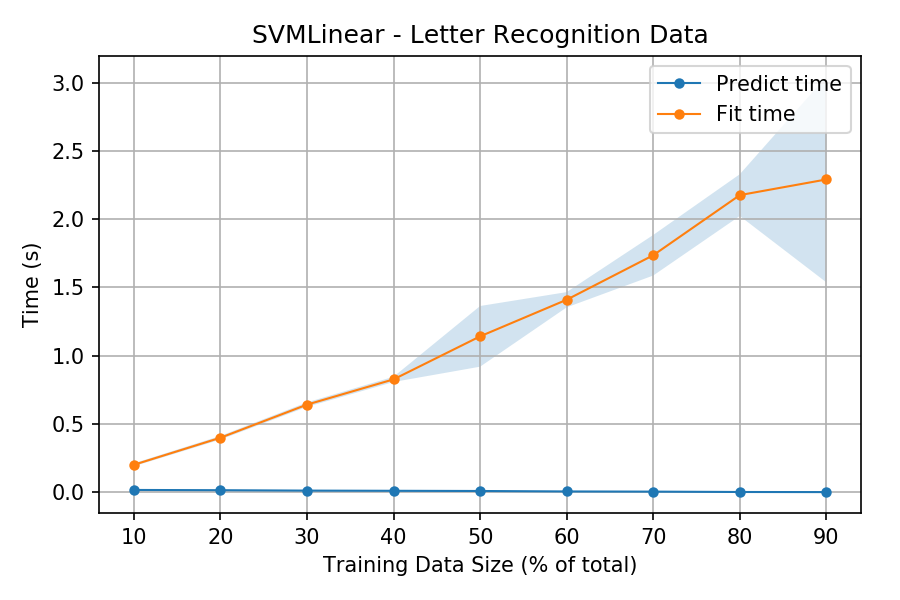 SVMLinear - Letter Recognition Data
Predict time
Fit time
Time (s)
3.0
2.5
2.0
1.5
1.0
0.5
0.0
10 20 30 40 50 60 70 80 90
Training Data Size (% of total)